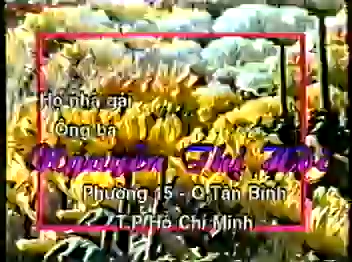 Họ nhà gái
Ông bà
Nguyễn Thị
Phường 15 - Q.Tân Bình
T.P Hồ Chí Minh